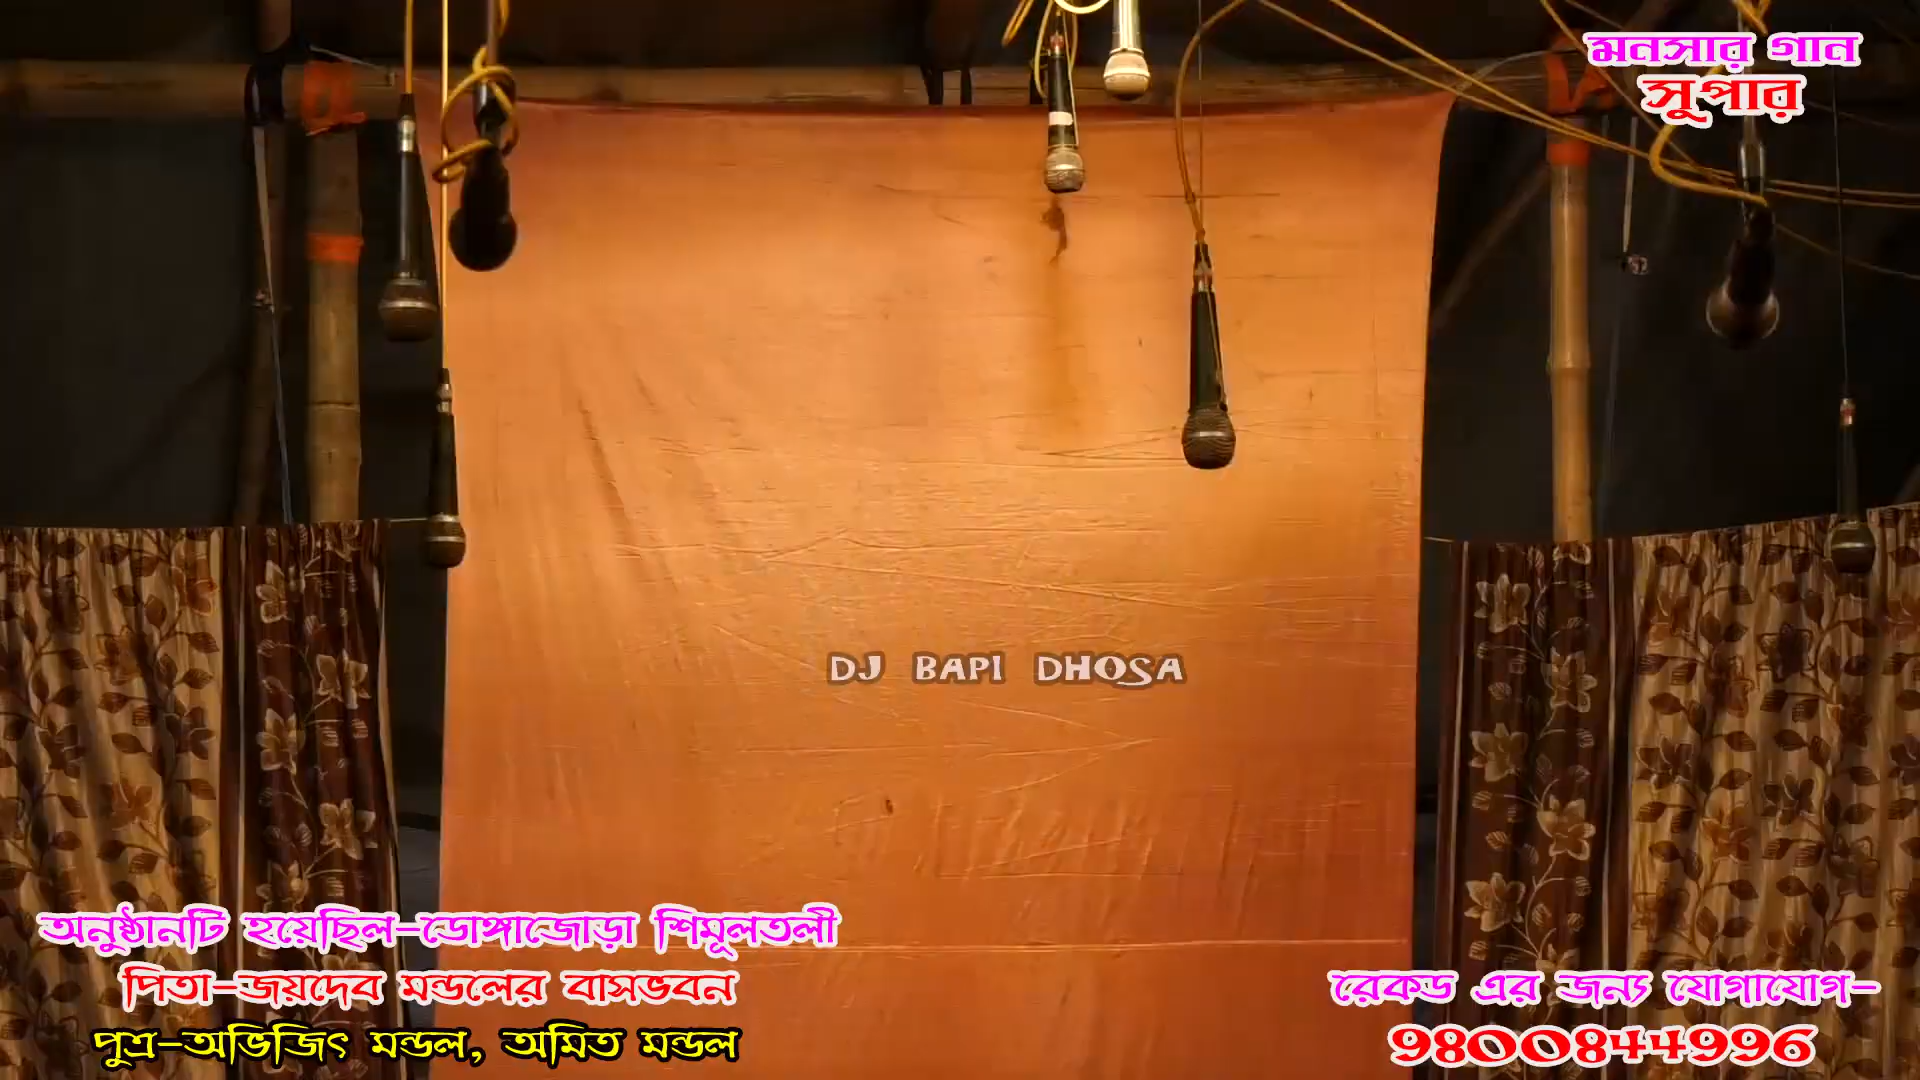 মনসার গান
সুপার
DJ BAPI DHOSA
অনুষ্ঠানটি হয়েছিল-ডোঙ্গাজোড়া শিমূলতলী
পিতা-জয়দেব মন্ডলের বাসভবন
পুত্র-অভিজিৎ মন্ডল, অমিত মন্ডল
রেকড এর জন্য যোগাযোগ-
9800844996